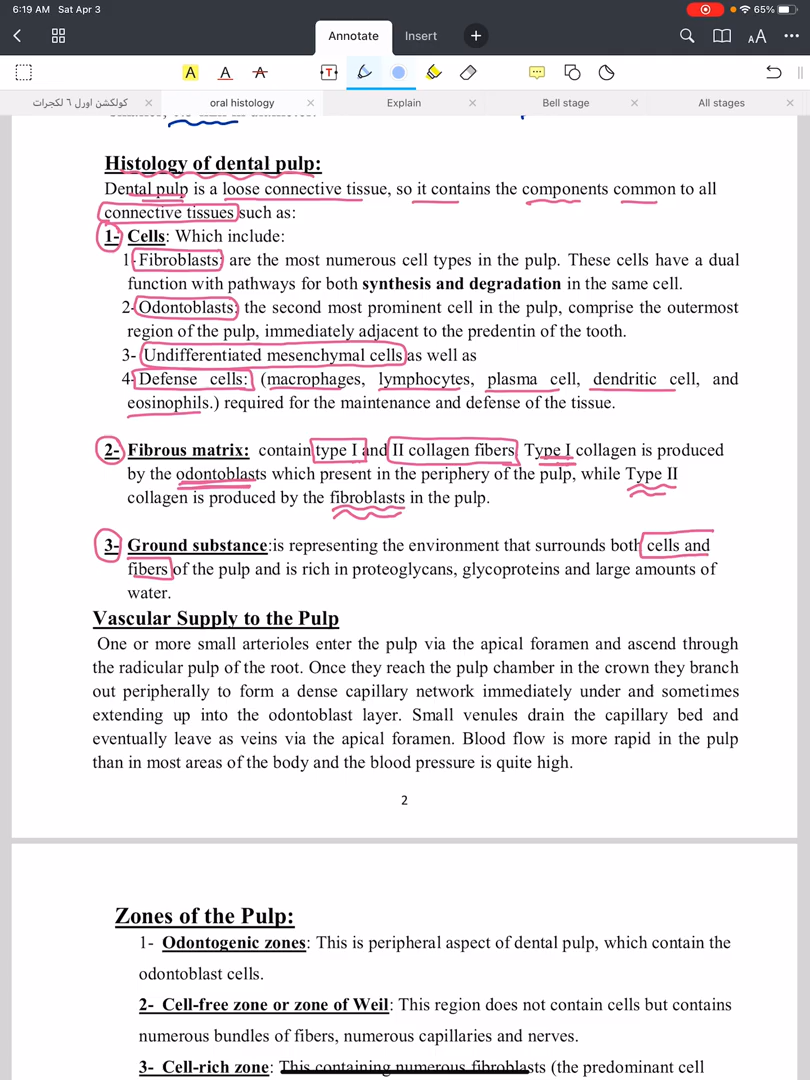 6:19 AM Sat Apr 3
65%
Annotate Insert
A A T AA
كولكشن اورل ٦ لكجرات
oral histology
Explain
Bell stage
All stages
Histology of dental pulp:
Dental pulp is a loose connective tissue, so it contains the components common to all
connective tissues such as:
1- Cells: Which include:
1-Fibroblasts: are the most numerous cell types in the pulp. These cells have a dual
function with pathways for both synthesis and degradation in the same cell.
2-Odontoblasts: the second most prominent cell in the pulp, comprise the outermost
region of the pulp, immediately adjacent to the predentin of the tooth.
3- Undifferentiated mesenchymal cells as well as
4-Defense cells: (macrophages, lymphocytes, plasma cell, dendritic cell, and
eosinophils.) required for the maintenance and defense of the tissue.
2- Fibrous matrix: contain type I and II collagen fibers. Type I collagen is produced
by the odontoblasts which present in the periphery of the pulp, while Type II
collagen is produced by the fibroblasts in the pulp.
3- Ground substance:is representing the environment that surrounds both cells and
fibers of the pulp and is rich in proteoglycans, glycoproteins and large amounts of
water.
Vascular Supply to the Pulp
One or more small arterioles enter the pulp via the apical foramen and ascend through
the radicular pulp of the root. Once they reach the pulp chamber in the crown they branch
out peripherally to form a dense capillary network immediately under and sometimes
extending up into the odontoblast layer. Small venules drain the capillary bed and
eventually leave as veins via the apical foramen. Blood flow is more rapid in the pulp
than in most areas of the body and the blood pressure is quite high.
2
Zones of the Pulp:
1- Odontogenic zones: This is peripheral aspect of dental pulp, which contain the
odontoblast cells.
2- Cell-free zone or zone of Weil: This region does not contain cells but contains
numerous bundles of fibers, numerous capillaries and nerves.
3- Cell-rich zone: This containing numerous fibroblasts (the predominant cell